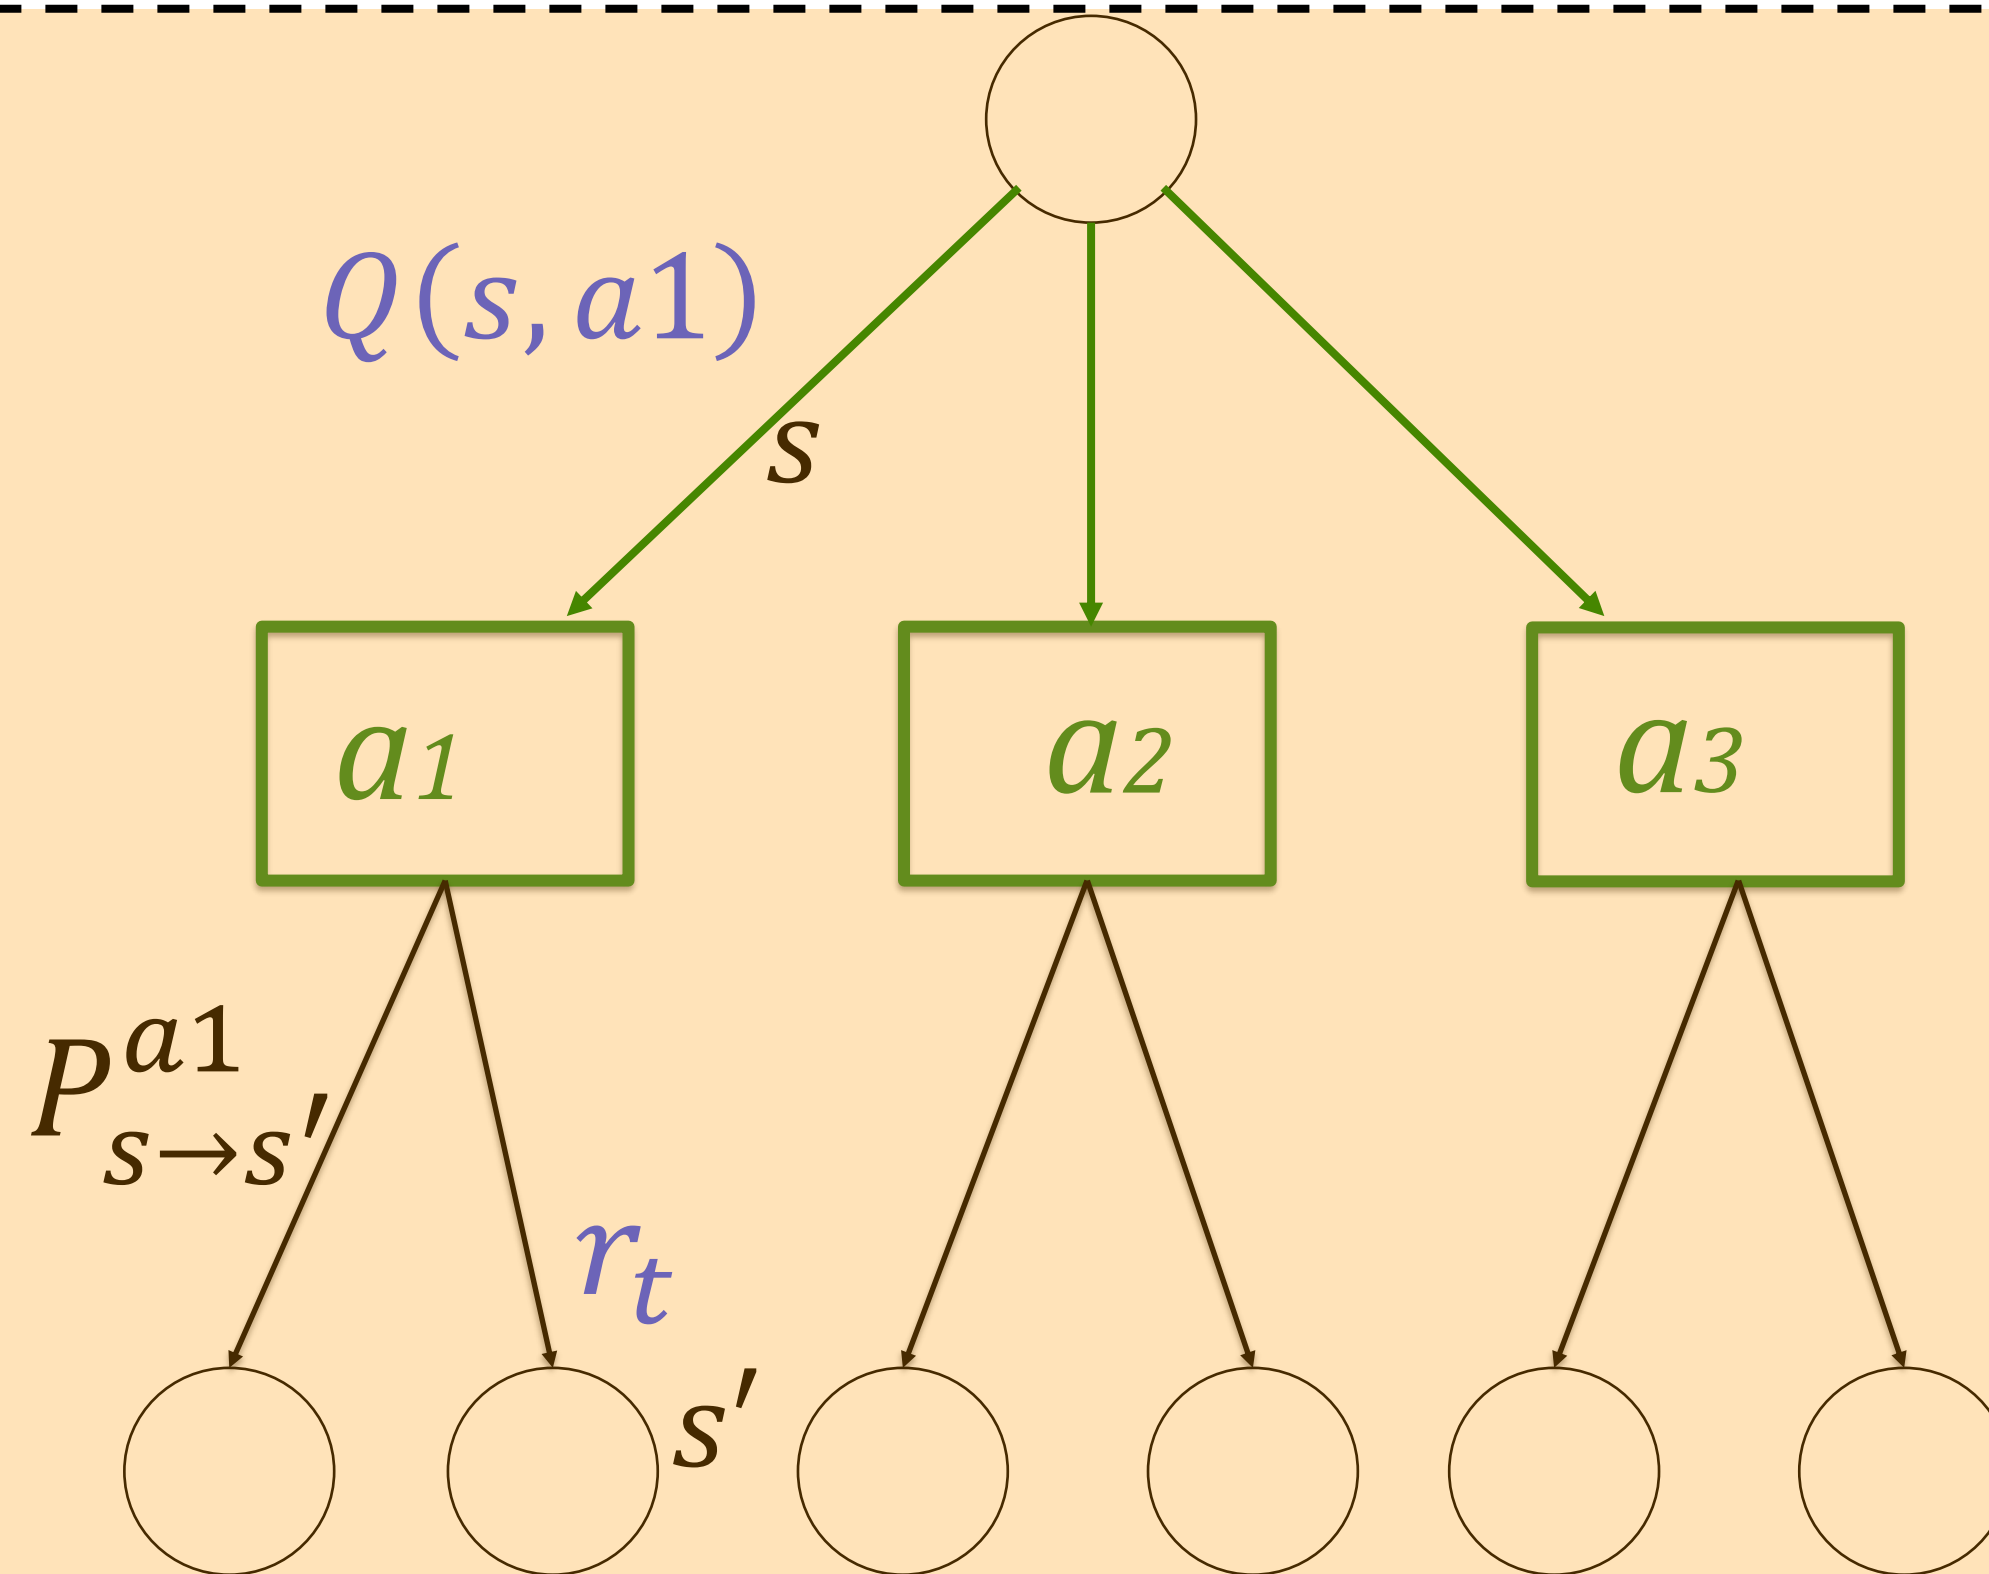 Q(s, a1)
s
a1
a2
a3
P^{a1}_{s→s′}
r_t
s′